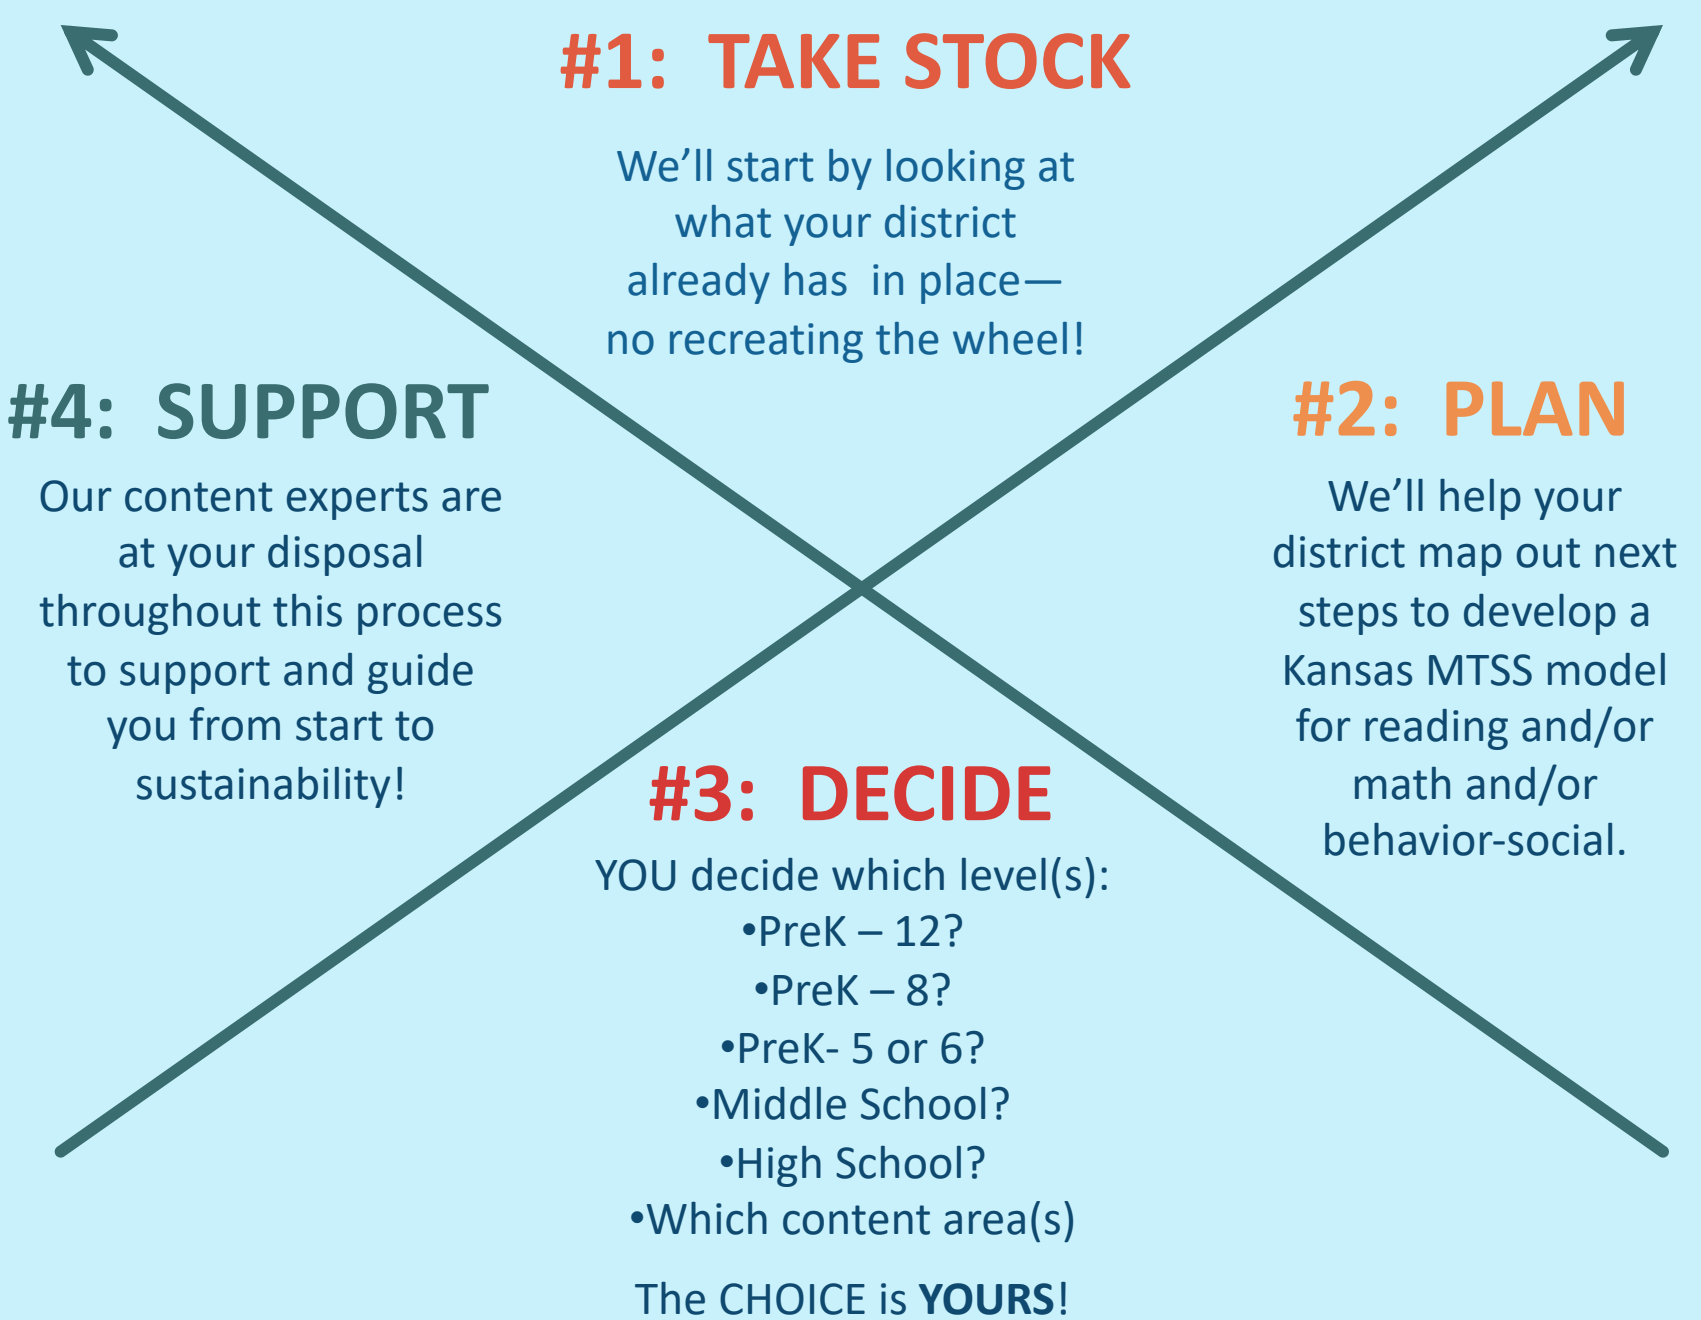 #1: TAKE STOCK
We’ll start by looking at
what your district
already has in place—
no recreating the wheel!
#2: PLAN
We’ll help your
district map out next
steps to develop a
Kansas MTSS model
for reading and/or
math and/or
behavior-social.
#3: DECIDE
YOU decide which level(s):
•PreK – 12?
•PreK – 8?
•PreK- 5 or 6?
•Middle School?
•High School?
•Which content area(s)
The CHOICE is YOURS!
#4: SUPPORT
Our content experts are
at your disposal
throughout this process
to support and guide
you from start to
sustainability!